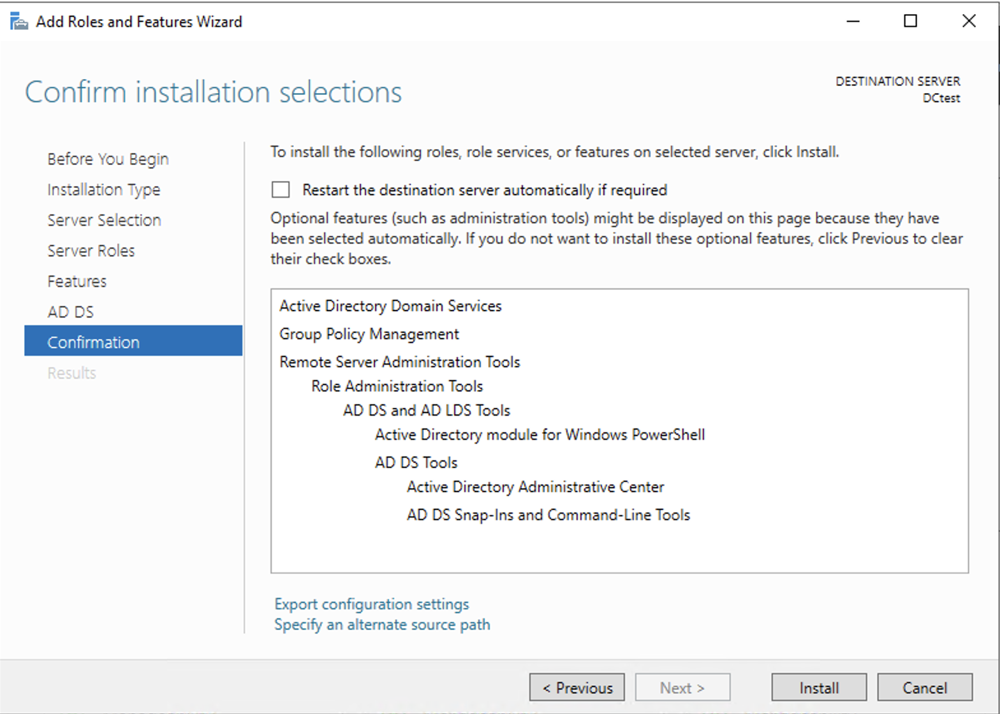 Add Roles and Features Wizard
Confirm installation selections
DESTINATION SERVER
DCtest
Before You Begin
Installation Type
Server Selection
Server Roles
Features
AD DS
Confirmation
Results
To install the following roles, role services, or features on selected server, click Install.
Restart the destination server automatically if required
Optional features (such as administration tools) might be displayed on this page because they have
been selected automatically. If you do not want to install these optional features, click Previous to clear
their check boxes.
Active Directory Domain Services
Group Policy Management
Remote Server Administration Tools
Role Administration Tools
AD DS and AD LDS Tools
Active Directory module for Windows PowerShell
AD DS Tools
Active Directory Administrative Center
AD DS Snap-Ins and Command-Line Tools
Export configuration settings
Specify an alternate source path
< Previous
Next >
Install
Cancel